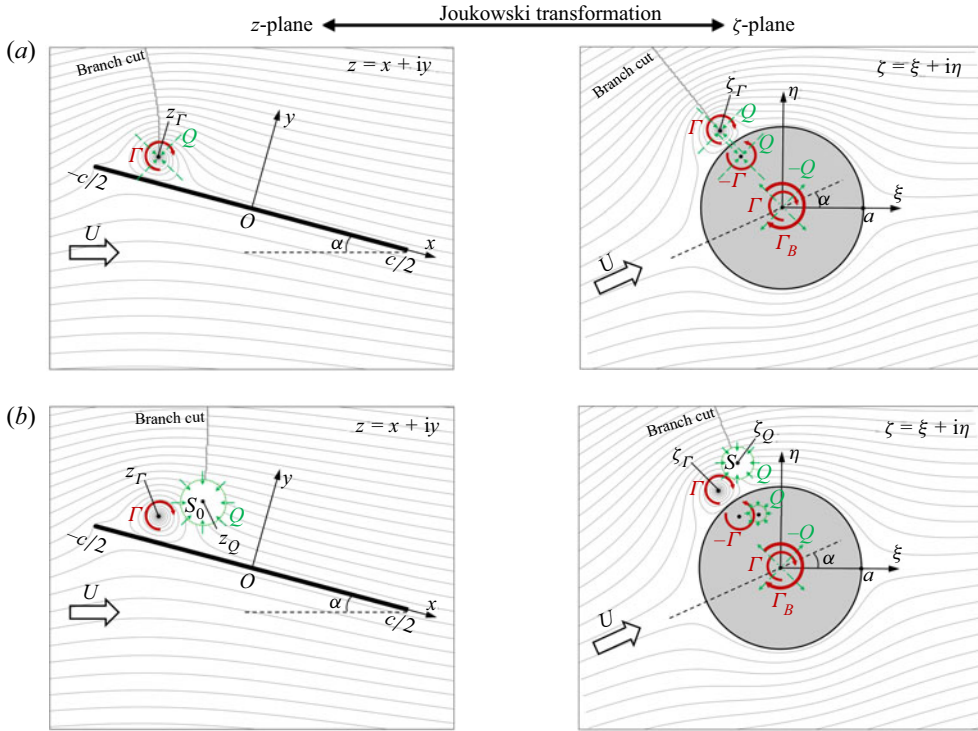 Joukowski transformation
z-plane ζ-plane
(a)
Branch cut
z = x + iy
z_Γ
Γ
Q
y
−c/2
O
U
α
x
c/2
Branch cut
ζ = ξ + iη
η
ζ_Γ
Γ
Q
Q
−Γ
−Q
Γ
α
ξ
a
Γ_B
U
(b)
Branch cut
z = x + iy
z_Γ
y
Γ
S₀
Q
z_Q
−c/2
O
U
α
x
c/2
Branch cut
ζ = ξ + iη
ζ_Q
η
ζ_Γ
S
Q
Γ
Q
−Γ
−Q
Γ
α
ξ
a
Γ_B
U